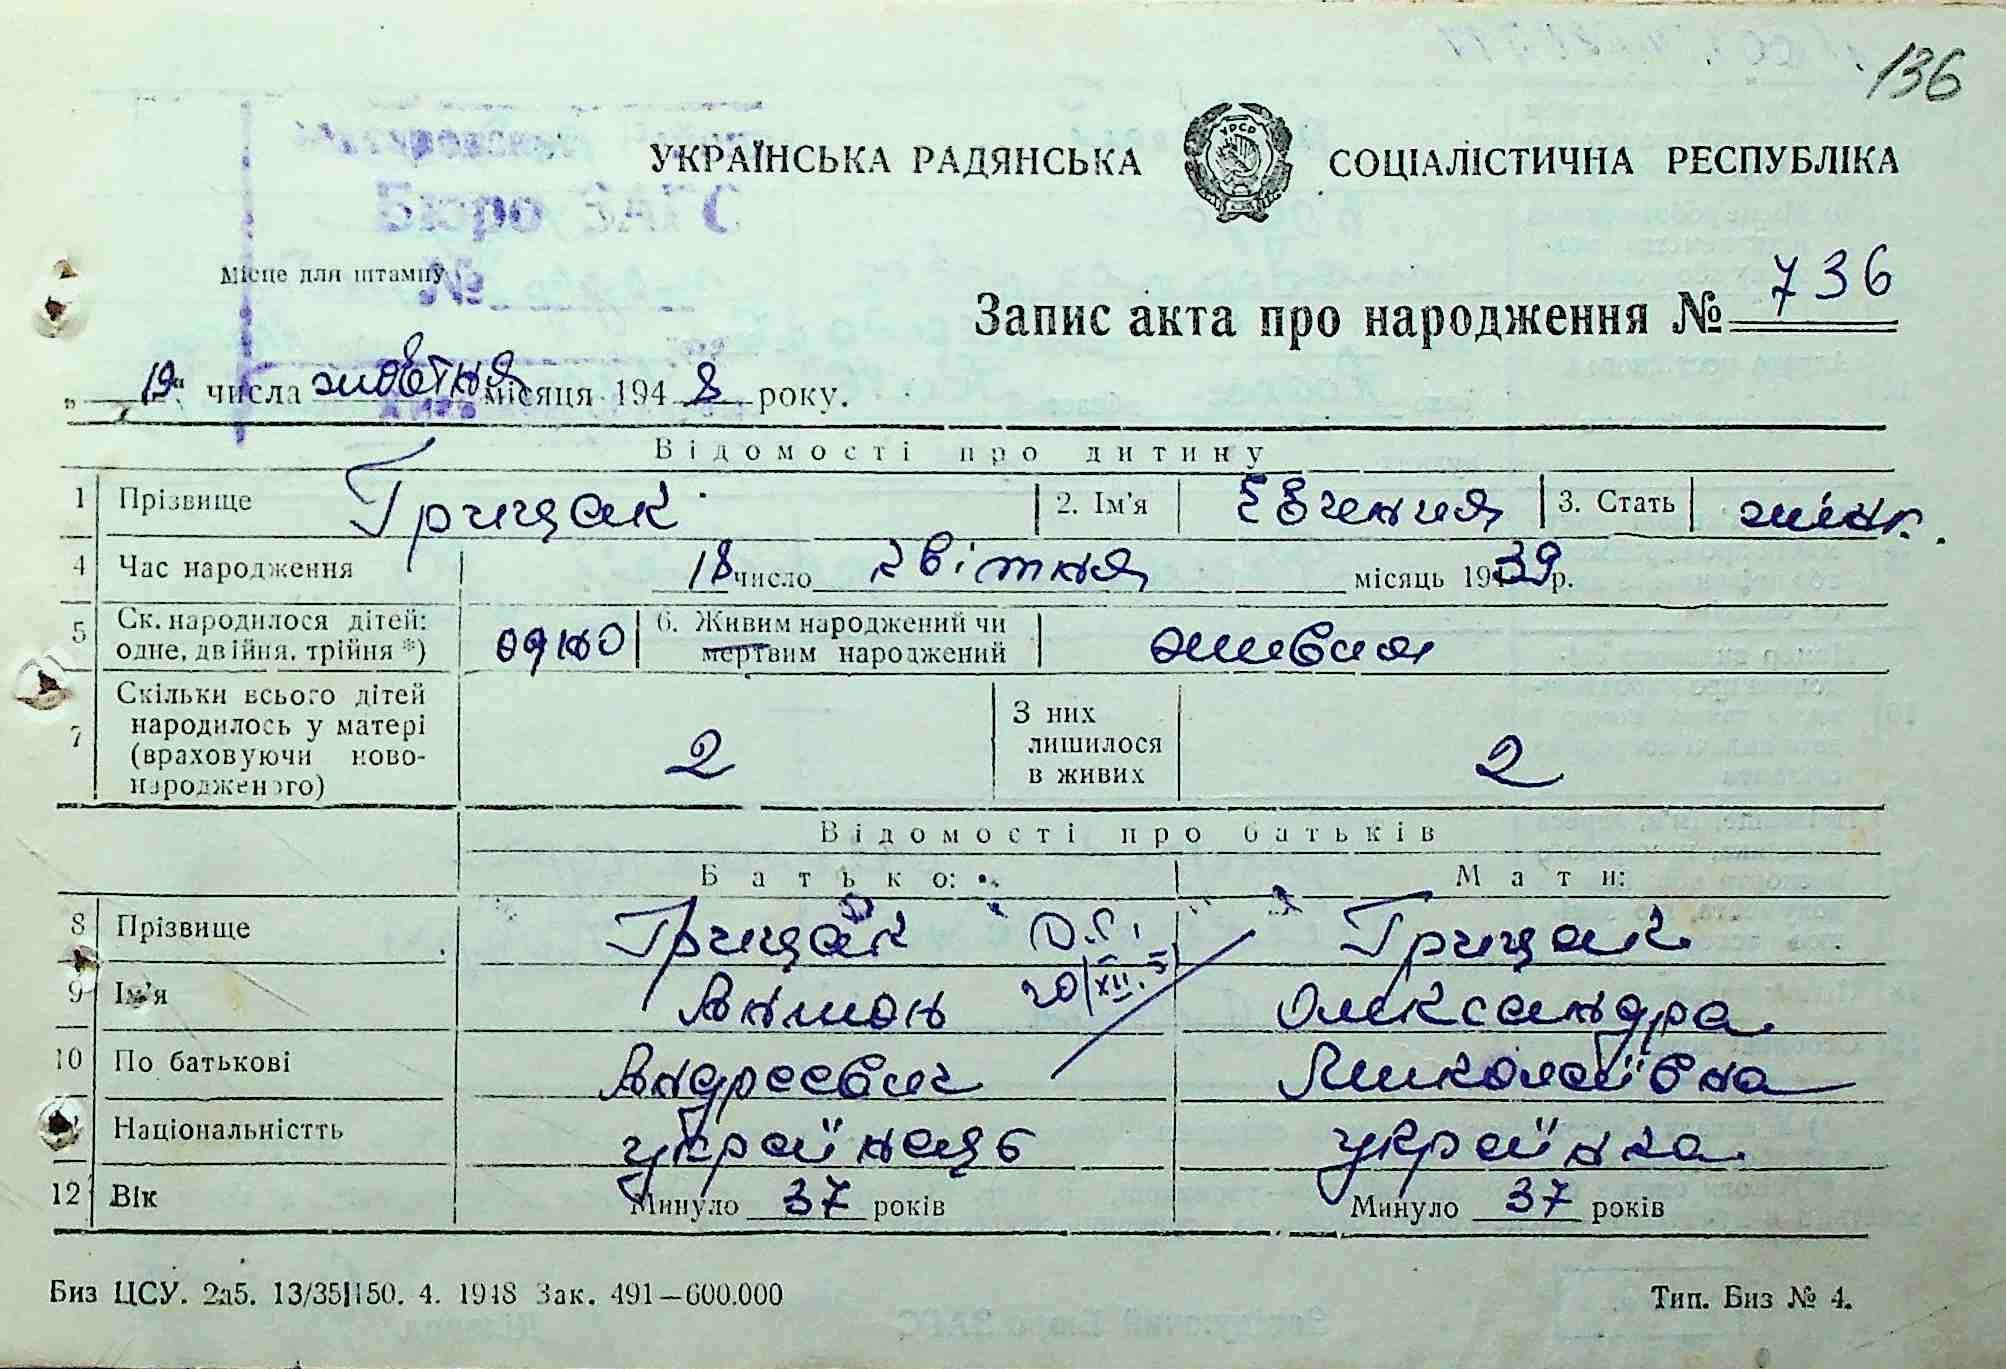 136
УКРАЇНСЬКА РАДЯНСЬКА СОЦІАЛІСТИЧНА РЕСПУБЛІКА
УРСР
Місце для штампу
Запис акта про народження № 736
„ 19 " числа жовтня місяця 1948 року.
Відомості про дитину
1 Прізвище Грицак 2. Ім'я Євгения 3. Стать жіноч.
4 Час народження 18 число квітня місяць 1939 р.
5 Ск. народилося дітей: одне, двійня, трійня *) одно 6. Живим народжений чи мертвим народжений живая
7 Скільки всього дітей народилось у матері (враховуючи новонародженого) 2 З них лишилося в живих 2
Відомості про батьків
Батько: Мати:
8 Прізвище Грицак Грицак
9 Ім'я Антон 20/XII. Олександра
10 По батькові Андреевич Миколаївна
Національністть українець українка
12 Вік Минуло 37 років Минуло 37 років
Биз ЦСУ. 2а5. 13/35|150. 4. 1948 Зак. 491—600.000 Тип. Биз № 4.